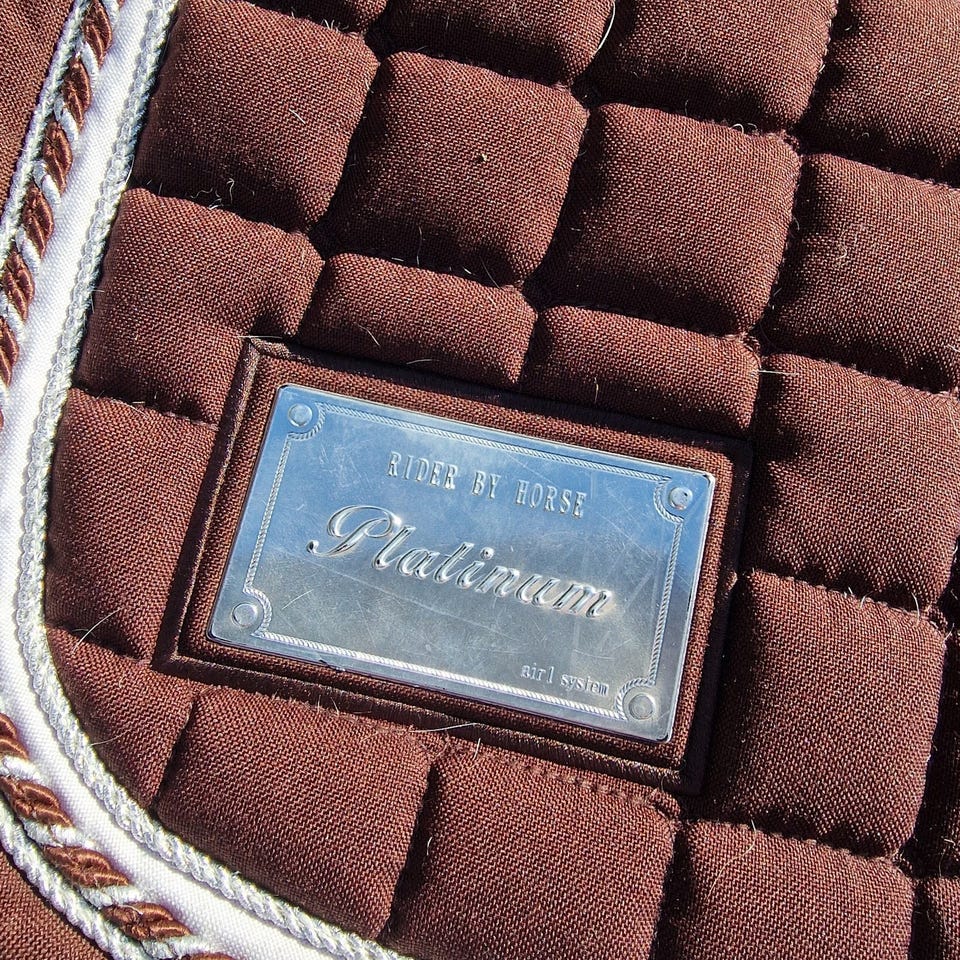 RIDER BY HORSE
Platinum
air1 system